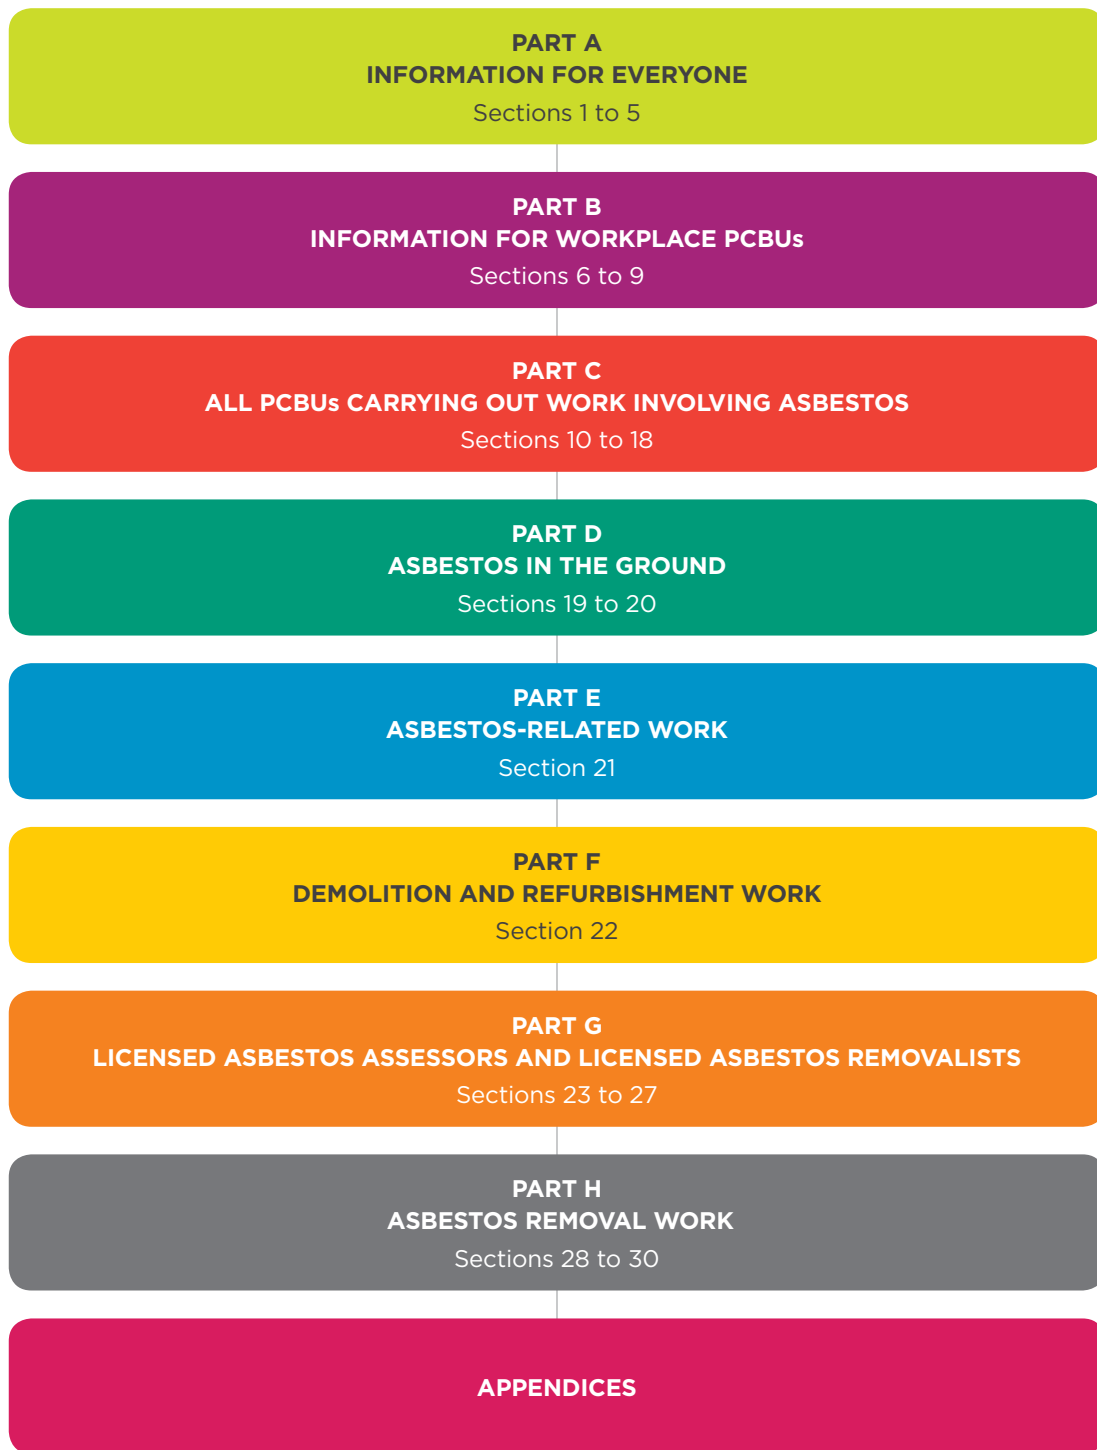 PART A
INFORMATION FOR EVERYONE
Sections 1 to 5
PART B
INFORMATION FOR WORKPLACE PCBUs
Sections 6 to 9
PART C
ALL PCBUs CARRYING OUT WORK INVOLVING ASBESTOS
Sections 10 to 18
PART D
ASBESTOS IN THE GROUND
Sections 19 to 20
PART E
ASBESTOS-RELATED WORK
Section 21
PART F
DEMOLITION AND REFURBISHMENT WORK
Section 22
PART G
LICENSED ASBESTOS ASSESSORS AND LICENSED ASBESTOS REMOVALISTS
Sections 23 to 27
PART H
ASBESTOS REMOVAL WORK
Sections 28 to 30
APPENDICES